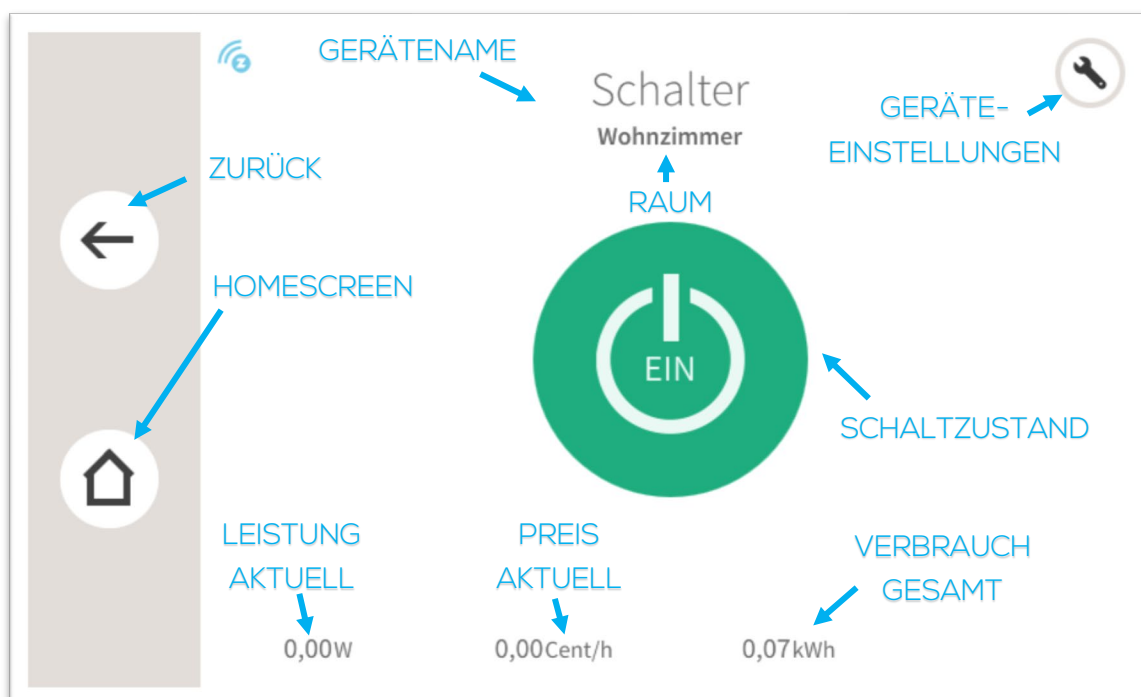 GERÄTENAME
Schalter
Wohnzimmer
GERÄTE-
EINSTELLUNGEN
ZURÜCK
RAUM
HOMESCREEN
EIN
SCHALTZUSTAND
LEISTUNG
AKTUELL
PREIS
AKTUELL
VERBRAUCH
GESAMT
0,00W
0,00Cent/h
0,07kWh